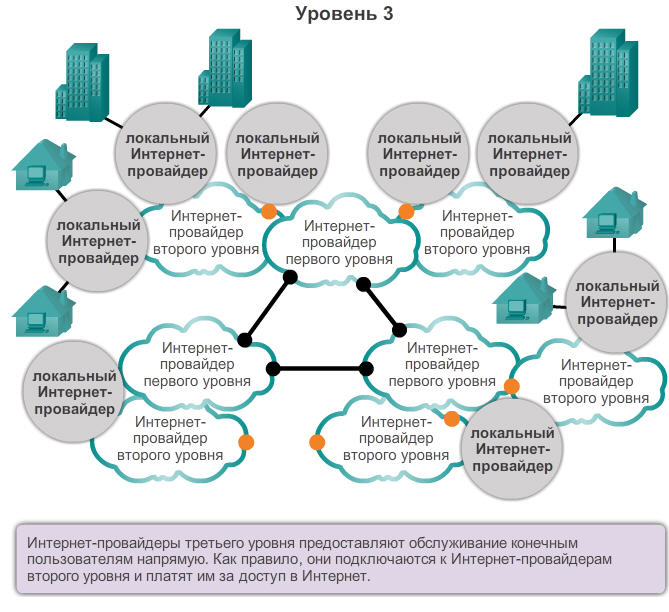 Уровень 3
локальный
Интернет-
провайдер
локальный
Интернет-
провайдер
локальный
Интернет-
провайдер
локальный
Интернет-
провайдер
локальный
Интернет-
провайдер
Интернет-
провайдер
второго уровня
Интернет-
провайдер
первого уровня
Интернет-
провайдер
второго уровня
локальный
Интернет-
провайдер
Интернет-
провайдер
первого уровня
Интернет-
провайдер
первого уровня
Интернет-
провайдер
второго уровня
локальный
Интернет-
провайдер
Интернет-
провайдер
второго уровня
Интернет-
провайдер
второго уровня
локальный
Интернет-
провайдер
Интернет-провайдеры третьего уровня предоставляют обслуживание конечным
пользователям напрямую. Как правило, они подключаются к Интернет-провайдерам
второго уровня и платят им за доступ в Интернет.